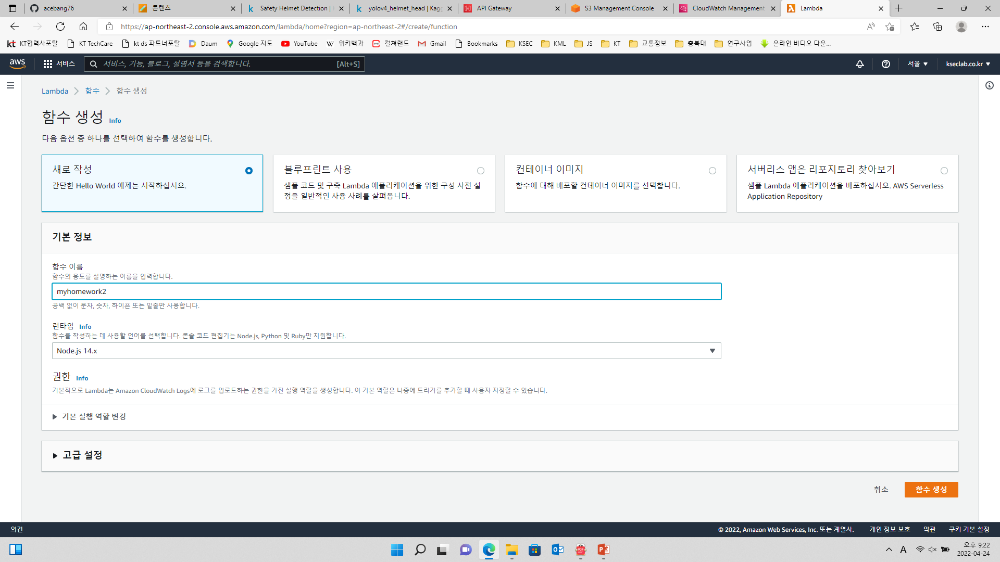 acebang76
콘텐츠
Safety Helmet Detection |
yolov4_helmet_head | Kagg
API Gateway
S3 Management Console
CloudWatch Management
Lambda
https://ap-northeast-2.console.aws.amazon.com/lambda/home?region=ap-northeast-2#/create/function
kt KT협력사포탈
KT TechCare
kt ds 파트너포탈
Daum
Google 지도
YouTube
W 위키백과
컬쳐랜드
Gmail
Bookmarks
KSEC
KML
JS
KT
교통정보
충북대
연구사업
온라인 비디오 다운...
aws
서비스
서비스, 기능, 블로그, 설명서 등을 검색합니다.
[Alt+S]
서울
kseclab.co.kr
Lambda
함수
함수 생성
함수 생성 Info
다음 옵션 중 하나를 선택하여 함수를 생성합니다.
새로 작성
간단한 Hello World 예제는 시작하십시오.
블루프린트 사용
샘플 코드 및 구축 Lambda 애플리케이션을 위한 구성 사전 설
정을 일반적인 사용 사례를 살펴봅니다.
컨테이너 이미지
함수에 대해 배포할 컨테이너 이미지를 선택합니다.
서버리스 앱은 리포지토리 찾아보기
샘플 Lambda 애플리케이션을 배포하십시오. AWS Serverless
Application Repository
기본 정보
함수 이름
함수의 용도를 설명하는 이름을 입력합니다.
myhomework2
공백 없이 문자, 숫자, 하이픈 또는 밑줄만 사용합니다.
런타임 Info
함수를 작성하는 데 사용할 언어를 선택합니다. 콘솔 코드 편집기는 Node.js, Python 및 Ruby만 지원합니다.
Node.js 14.x
권한 Info
기본적으로 Lambda는 Amazon CloudWatch Logs에 로그를 업로드하는 권한을 가진 실행 역할을 생성합니다. 이 기본 역할은 나중에 트리거를 추가할 때 사용자 지정할 수 있습니다.
기본 실행 역할 변경
고급 설정
취소
함수 생성
의견
© 2022, Amazon Web Services, Inc. 또는 계열사.
개인 정보 보호
약관
쿠키 기본 설정
A
오후 9:22
2022-04-24